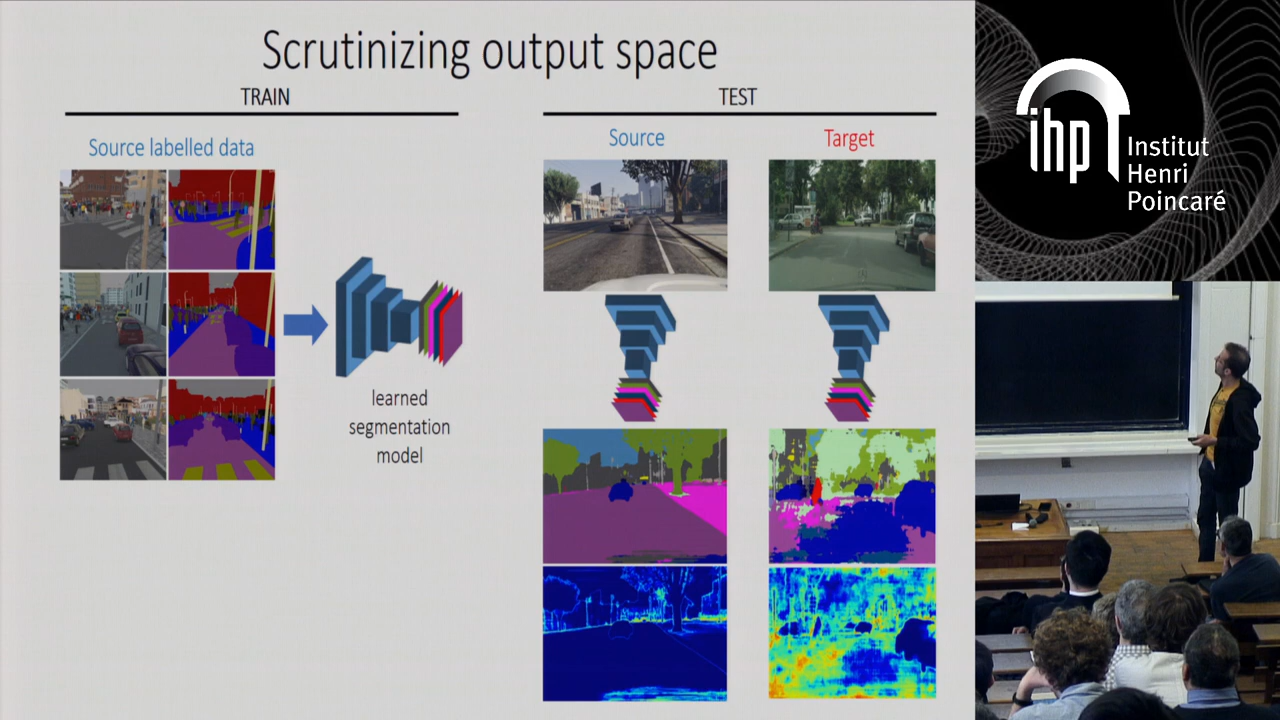 Scrutinizing output space
TRAIN
TEST
Source labelled data
Source
Target
learned
segmentation
model
ihp
Institut
Henri
Poincaré